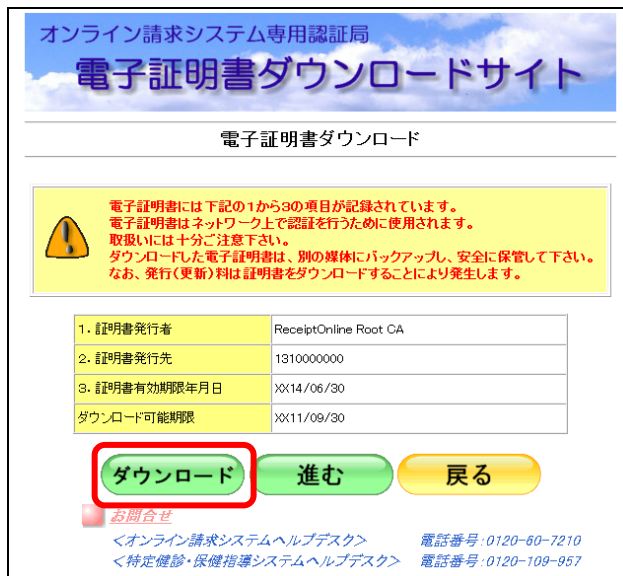 オンライン請求システム専用認証局
電子証明書ダウンロードサイト
電子証明書ダウンロード
電子証明書には下記の1から3の項目が記録されています。
電子証明書はネットワーク上で認証を行うために使用されます。
取扱いには十分ご注意下さい。
ダウンロードした電子証明書は、別の媒体にバックアップし、安全に保管して下さい。
なお、発行(更新)料は証明書をダウンロードすることにより発生します。
1. 証明書発行者 ReceiptOnline Root CA
2. 証明書発行先 1310000000
3. 証明書有効期限年月日 XX14/06/30
ダウンロード可能期限 XX11/09/30
ダウンロード 進む 戻る
お問合せ
<オンライン請求システムヘルプデスク> 電話番号:0120-60-7210
<特定健診・保健指導システムヘルプデスク> 電話番号:0120-109-957